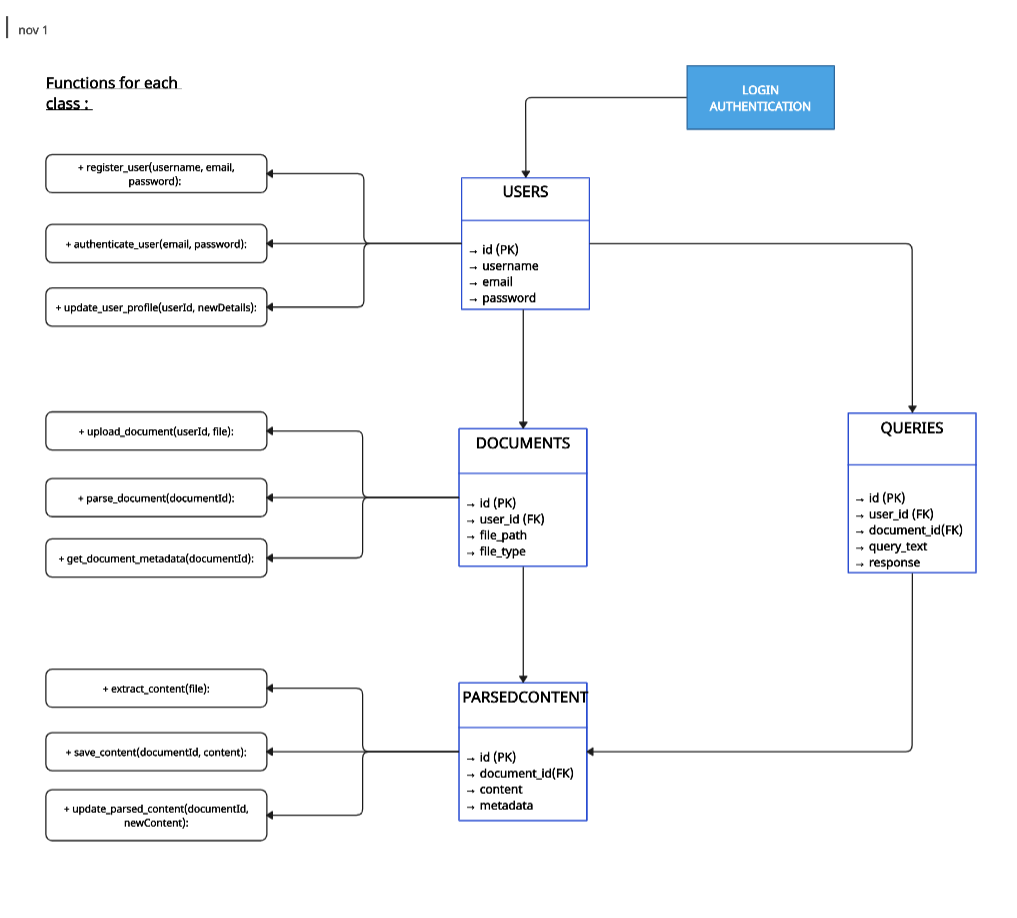 nov 1
Functions for each
class :
LOGIN
AUTHENTICATION
+ register_user(username, email,
password):
+ authenticate_user(email, password):
+ update_user_profile(userId, newDetails):
USERS
→ id (PK)
→ username
→ email
→ password
+ upload_document(userId, file):
+ parse_document(documentId):
+ get_document_metadata(documentId):
DOCUMENTS
→ id (PK)
→ user_id (FK)
→ file_path
→ file_type
QUERIES
→ id (PK)
→ user_id (FK)
→ document_id(FK)
→ query_text
→ response
+ extract_content(file):
+ save_content(documentId, content):
+ update_parsed_content(documentId,
newContent):
PARSEDCONTENT
→ id (PK)
→ document_id(FK)
→ content
→ metadata